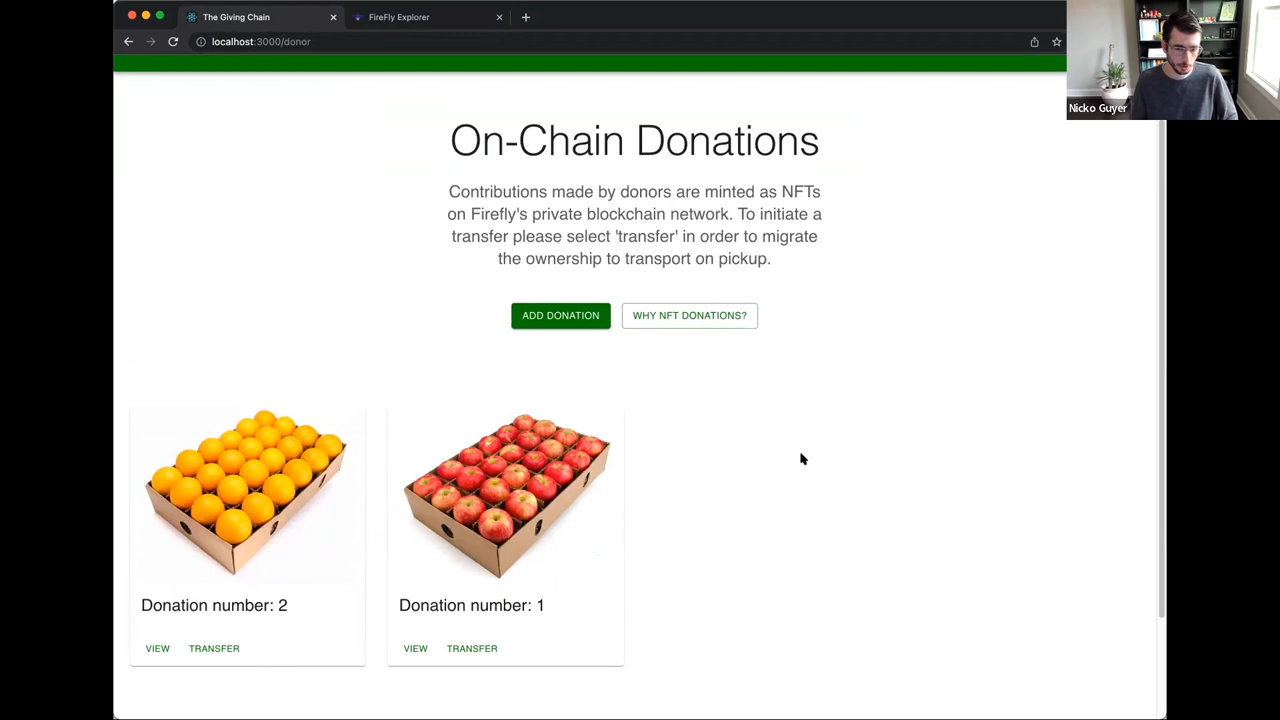 The Giving Chain
FireFly Explorer
localhost:3000/donor
Nicko Guyer
On-Chain Donations
Contributions made by donors are minted as NFTs
on Firefly's private blockchain network. To initiate a
transfer please select 'transfer' in order to migrate
the ownership to transport on pickup.
ADD DONATION
WHY NFT DONATIONS?
Donation number: 2
VIEW TRANSFER
Donation number: 1
VIEW TRANSFER